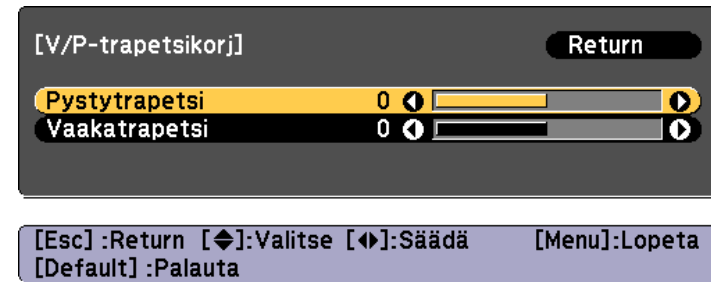 [V/P-trapetsikorj] Return
Pystytrapetsi 0
Vaakatrapetsi 0
[Esc] :Return [◆]:Valitse [◀▶]:Säädä [Menu]:Lopeta
[Default] :Palauta